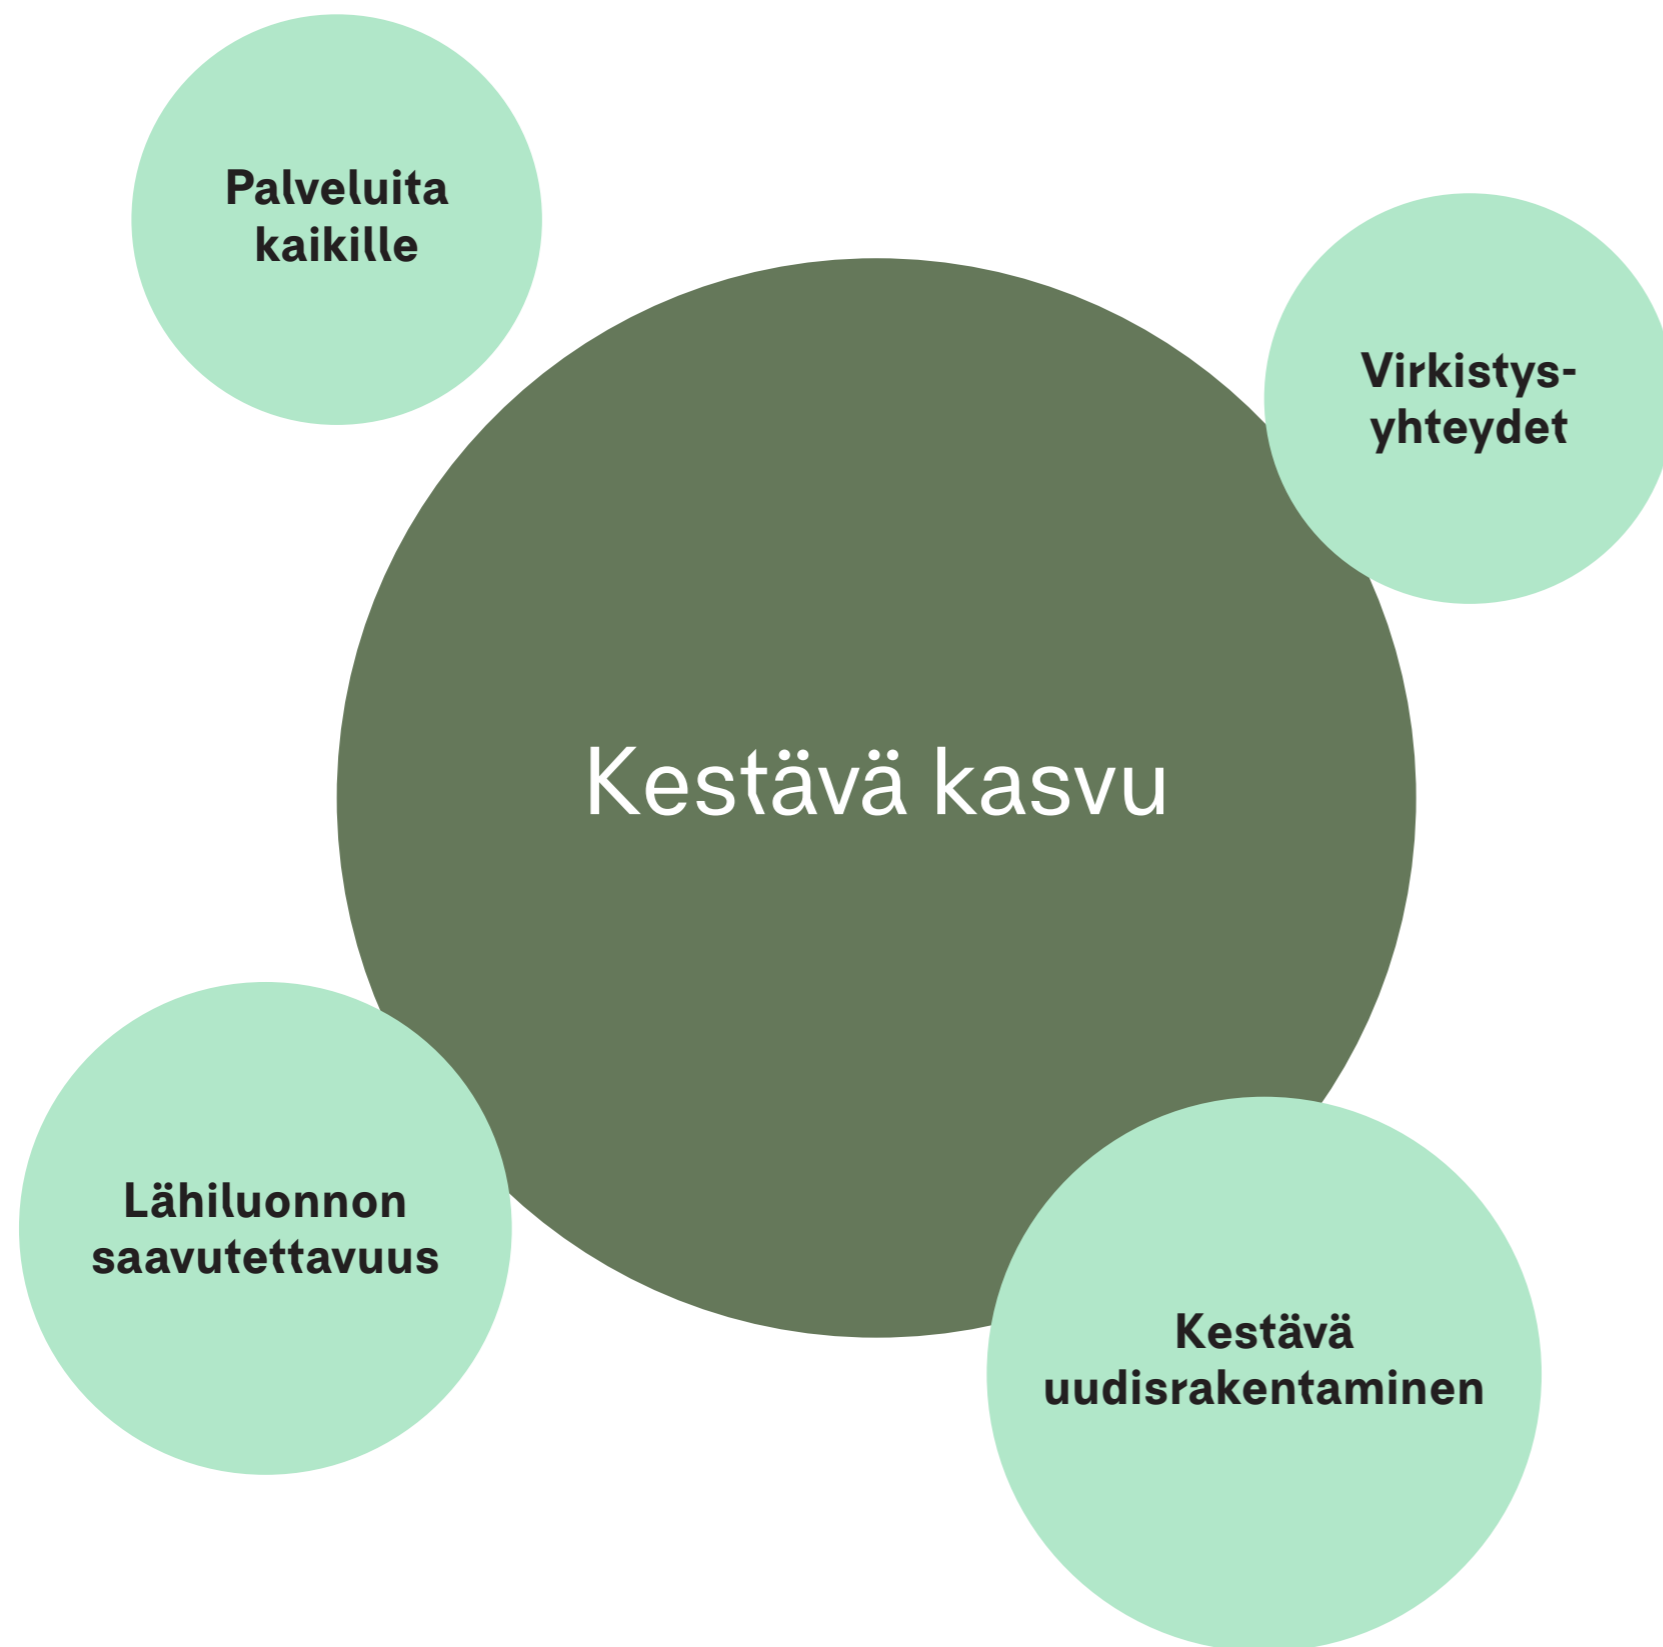 Palveluita
kaikille
Virkistys-
yhteydet
Kestävä kasvu
Lähiluonnon
saavutettavuus
Kestävä
uudisrakentaminen